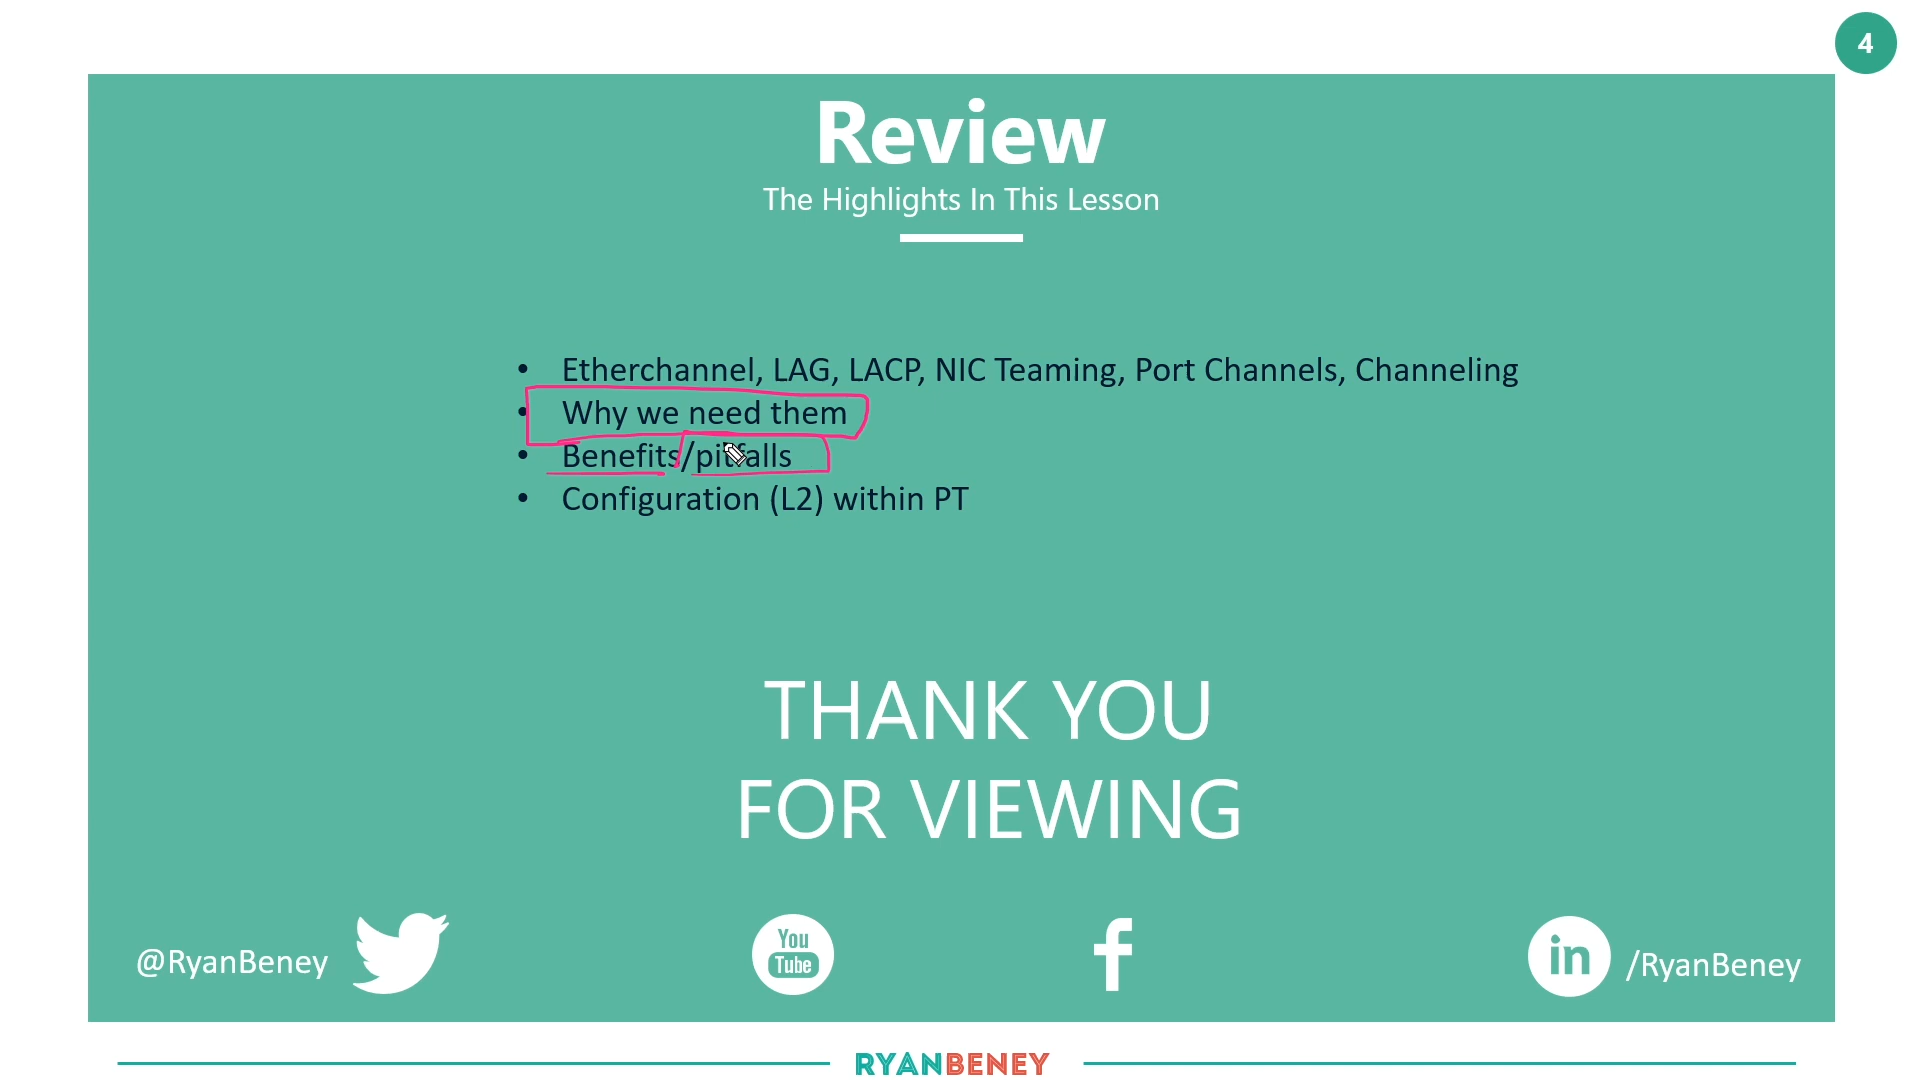 4
Review
The Highlights In This Lesson
• Etherchannel, LAG, LACP, NIC Teaming, Port Channels, Channeling
• Why we need them
• Benefits/pitfalls
• Configuration (L2) within PT
THANK YOU
FOR VIEWING
@RyanBeney
You
Tube
f
in
/RyanBeney
RYANBENEY